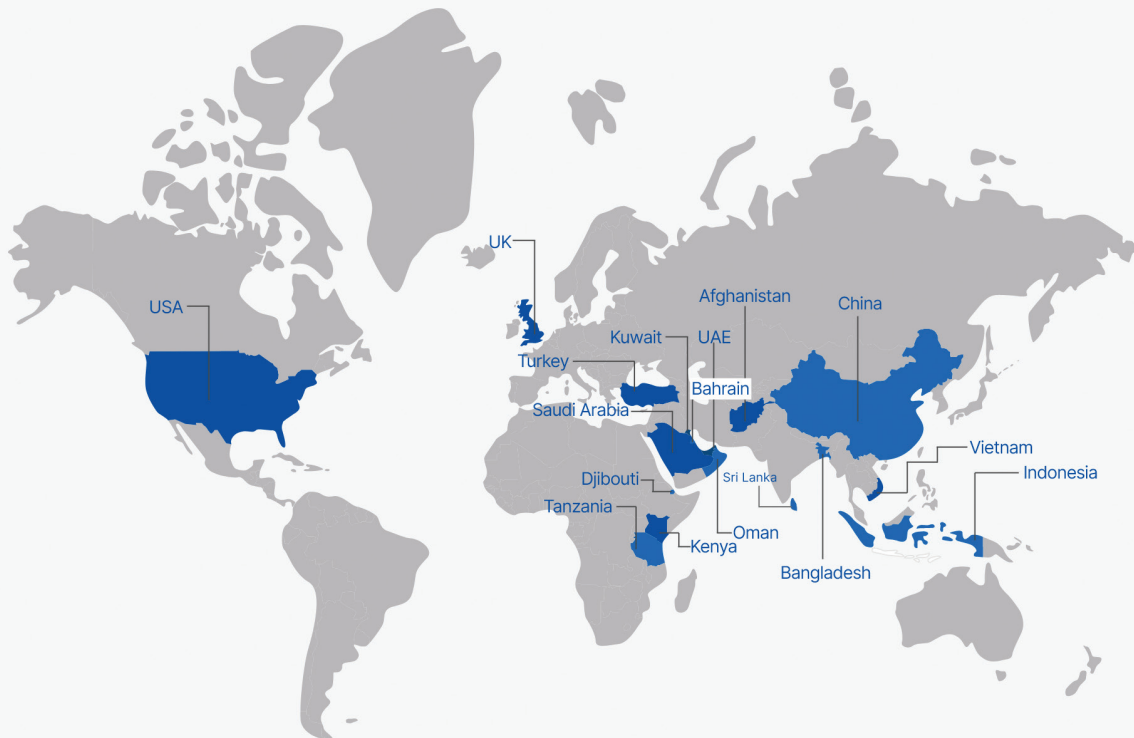 UK
Afghanistan
China
USA
Kuwait
UAE
Turkey
Bahrain
Saudi Arabia
Vietnam
Indonesia
Djibouti
Sri Lanka
Tanzania
Oman
Kenya
Bangladesh